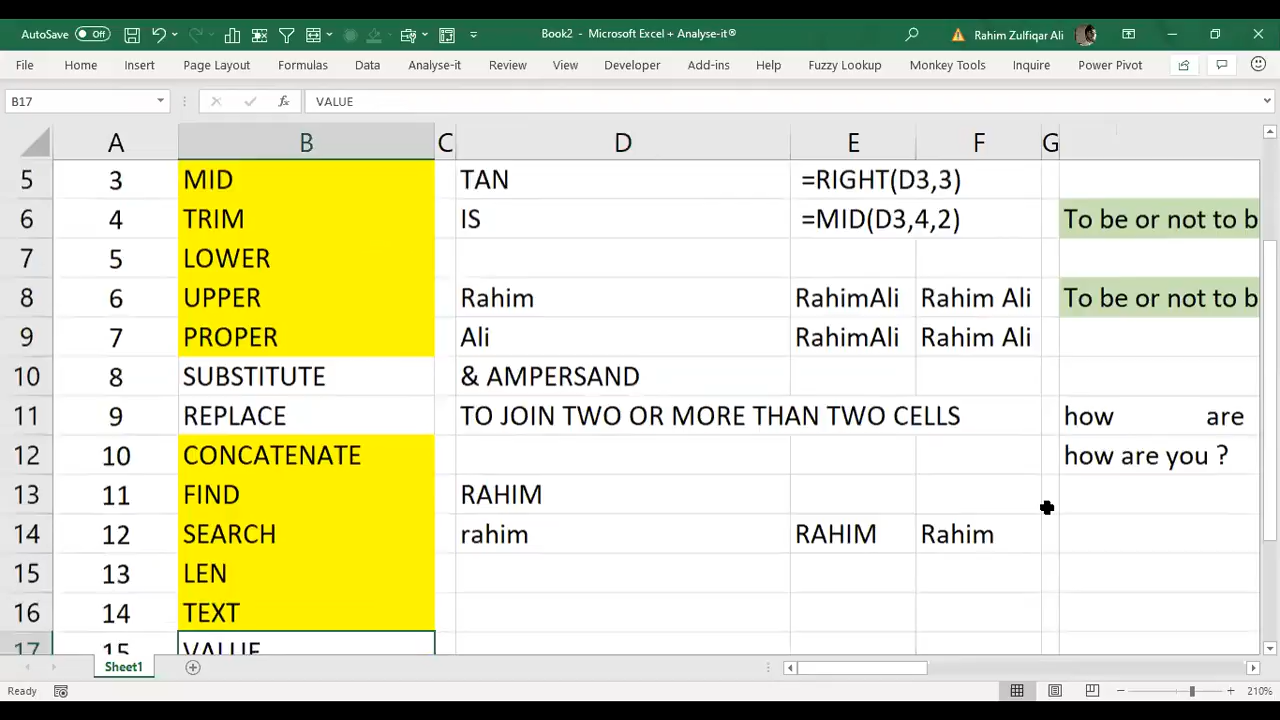 AutoSave Off Book2 - Microsoft Excel + Analyse-it® Rahim Zulfiqar Ali
File Home Insert Page Layout Formulas Data Analyse-it Review View Developer Add-ins Help Fuzzy Lookup Monkey Tools Inquire Power Pivot
B17 fx VALUE
A B C D E F G
5 3 MID TAN =RIGHT(D3,3)
6 4 TRIM IS =MID(D3,4,2) To be or not to b
7 5 LOWER
8 6 UPPER Rahim RahimAli Rahim Ali To be or not to b
9 7 PROPER Ali RahimAli Rahim Ali
10 8 SUBSTITUTE & AMPERSAND
11 9 REPLACE TO JOIN TWO OR MORE THAN TWO CELLS how are
12 10 CONCATENATE how are you ?
13 11 FIND RAHIM
14 12 SEARCH rahim RAHIM Rahim
15 13 LEN
16 14 TEXT
17 15 VALUE
Sheet1
Ready 210%